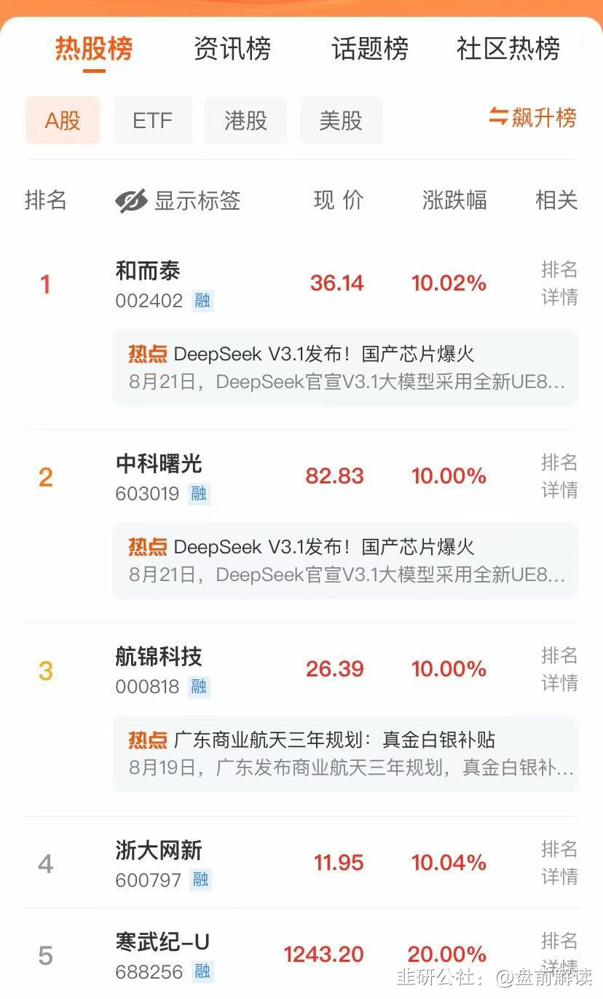 热股榜 资讯榜 话题榜 社区热榜
A股 ETF 港股 美股 飙升榜
排名 显示标签 现价 涨跌幅 相关
1 和而泰 36.14 10.02% 排名
002402 融 详情
热点 DeepSeek V3.1发布！国产芯片爆火
8月21日，DeepSeek官宣V3.1大模型采用全新UE8...
2 中科曙光 82.83 10.00% 排名
603019 融 详情
热点 DeepSeek V3.1发布！国产芯片爆火
8月21日，DeepSeek官宣V3.1大模型采用全新UE8...
3 航锦科技 26.39 10.00% 排名
000818 融 详情
热点 广东商业航天三年规划：真金白银补贴
8月19日，广东发布商业航天三年规划，真金白银补...
4 浙大网新 11.95 10.04% 排名
600797 融 详情
5 寒武纪-U 1243.20 20.00% 排名
688256 融 详情
韭研公社：@盘前解读